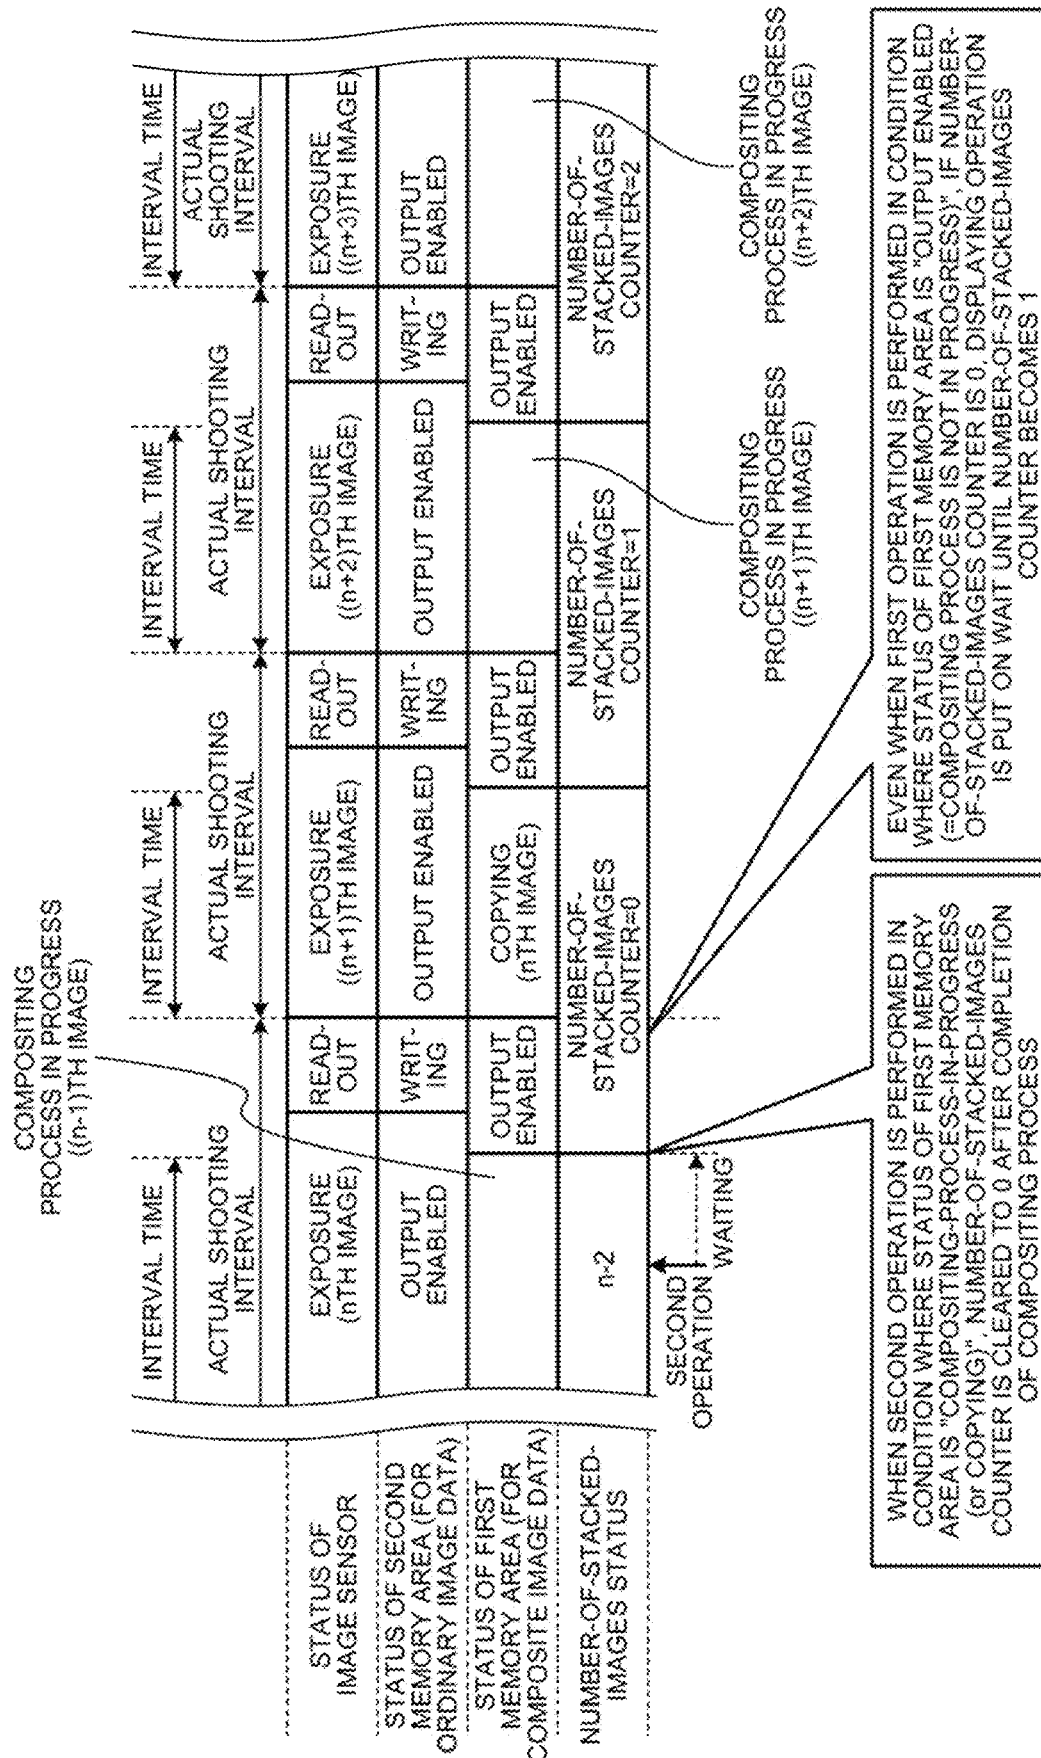 COMPOSITING
PROCESS IN PROGRESS
((n-1)TH IMAGE)
INTERVAL TIME
INTERVAL TIME
INTERVAL TIME
INTERVAL TIME
ACTUAL SHOOTING
INTERVAL
ACTUAL SHOOTING
INTERVAL
ACTUAL SHOOTING
INTERVAL
ACTUAL
SHOOTING
INTERVAL
STATUS OF
IMAGE SENSOR
EXPOSURE
(nTH IMAGE)
READ-
OUT
EXPOSURE
((n+1)TH IMAGE)
READ-
OUT
EXPOSURE
((n+2)TH IMAGE)
READ-
OUT
EXPOSURE
((n+3)TH IMAGE)
STATUS OF SECOND
MEMORY AREA (FOR
ORDINARY IMAGE DATA)
OUTPUT
ENABLED
WRIT-
ING
OUTPUT ENABLED
WRIT-
ING
OUTPUT ENABLED
WRIT-
ING
OUTPUT
ENABLED
STATUS OF FIRST
MEMORY AREA (FOR
COMPOSITE IMAGE DATA)
OUTPUT
ENABLED
COPYING
(nTH IMAGE)
OUTPUT
ENABLED
OUTPUT
ENABLED
NUMBER-OF-STACKED-
IMAGES STATUS
n-2
NUMBER-OF-
STACKED-IMAGES
COUNTER=0
NUMBER-OF-
STACKED-IMAGES
COUNTER=1
NUMBER-OF-
STACKED-IMAGES
COUNTER=2
SECOND
OPERATION
WAITING
COMPOSITING
PROCESS IN PROGRESS
((n+1)TH IMAGE)
COMPOSITING
PROCESS IN PROGRESS
((n+2)TH IMAGE)
WHEN SECOND OPERATION IS PERFORMED IN
CONDITION WHERE STATUS OF FIRST MEMORY
AREA IS "COMPOSITING-PROCESS-IN-PROGRESS
(or COPYING)", NUMBER-OF-STACKED-IMAGES
COUNTER IS CLEARED TO 0 AFTER COMPLETION
OF COMPOSITING PROCESS
EVEN WHEN FIRST OPERATION IS PERFORMED IN CONDITION
WHERE STATUS OF FIRST MEMORY AREA IS "OUTPUT ENABLED
(=COMPOSITING PROCESS IS NOT IN PROGRESS)", IF NUMBER-
OF-STACKED-IMAGES COUNTER IS 0, DISPLAYING OPERATION
IS PUT ON WAIT UNTIL NUMBER-OF-STACKED-IMAGES
COUNTER BECOMES 1